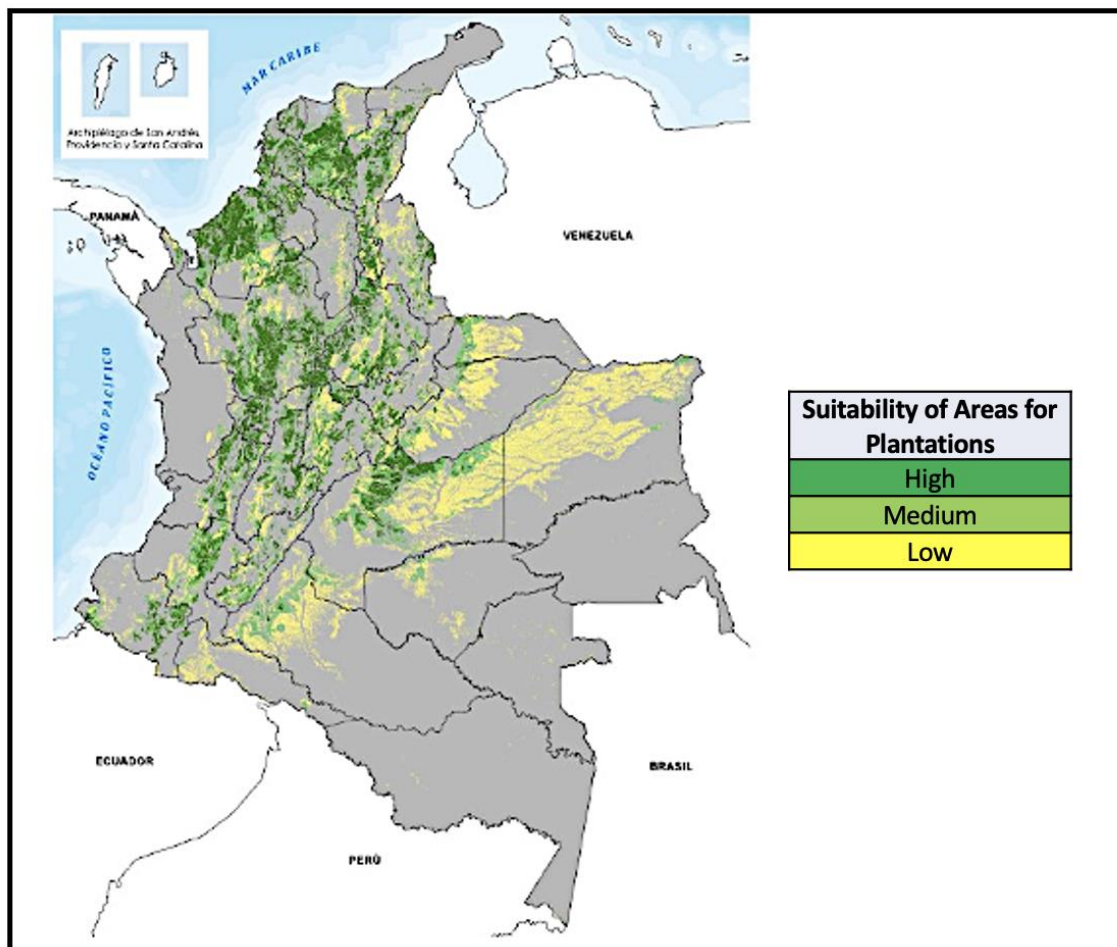 MAR CARIBE
Archipiélago de San Andrés,
Providencia y Santa Catalina
PANAMÁ
VENEZUELA
OCÉANO PACÍFICO
Suitability of Areas for
Plantations
High
Medium
Low
ECUADOR
BRASIL
PERÚ